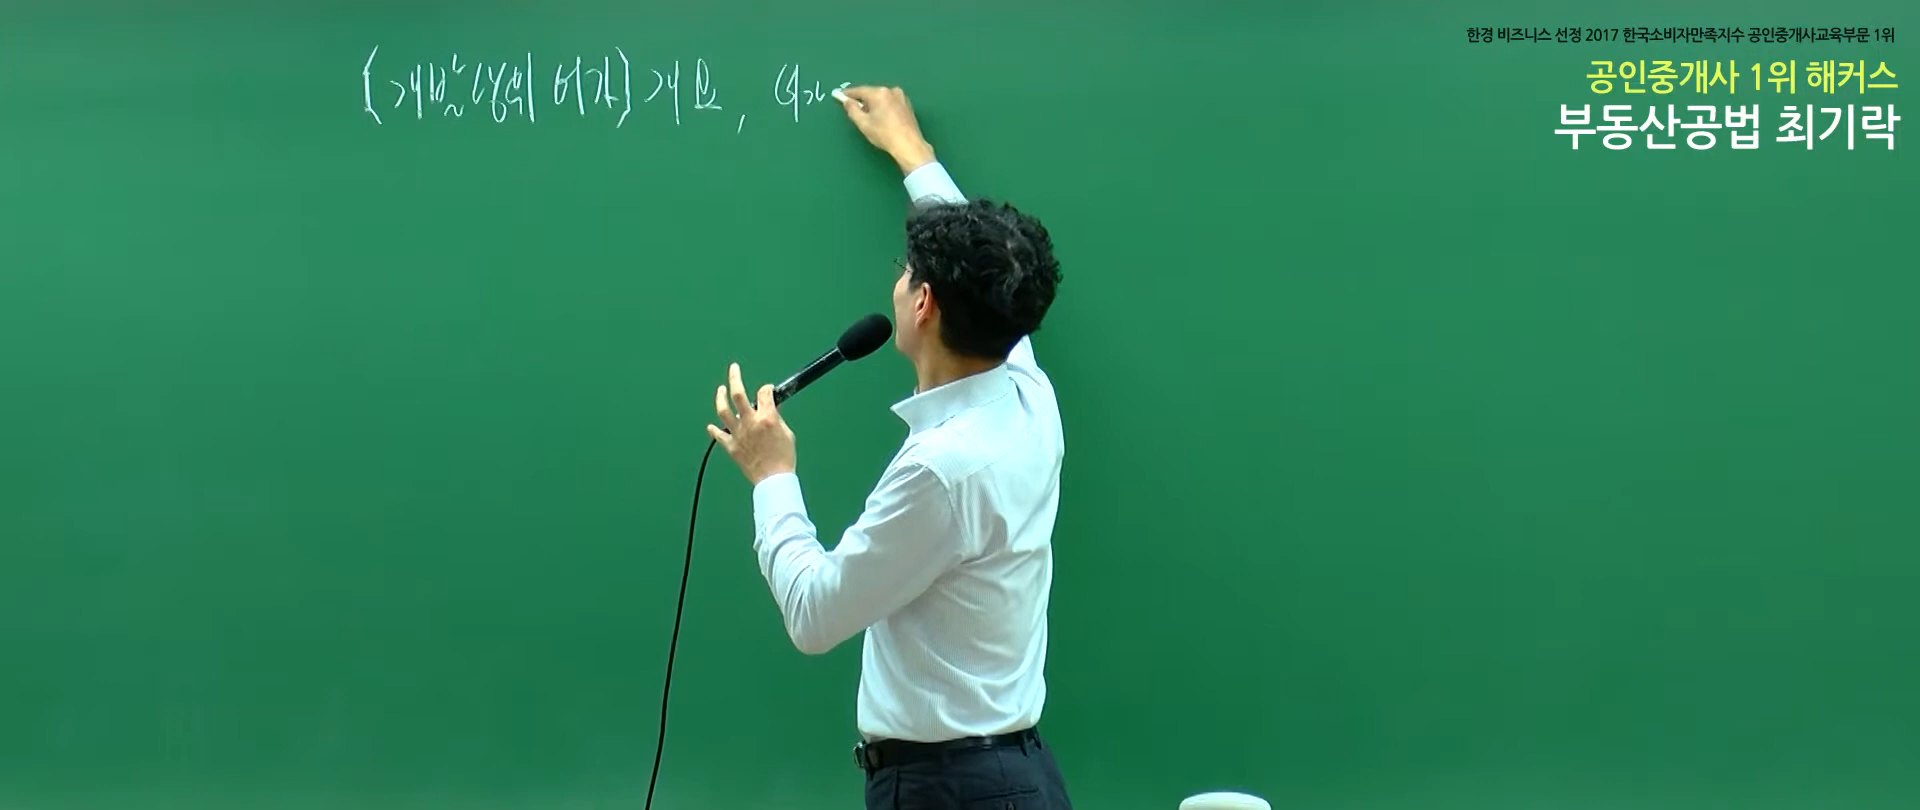 한경 비즈니스 선정 2017 한국소비자만족지수 공인중개사교육부문 1위
공인중개사 1위 해커스
부동산공법 최기락
[개발행위 허가] 개요,